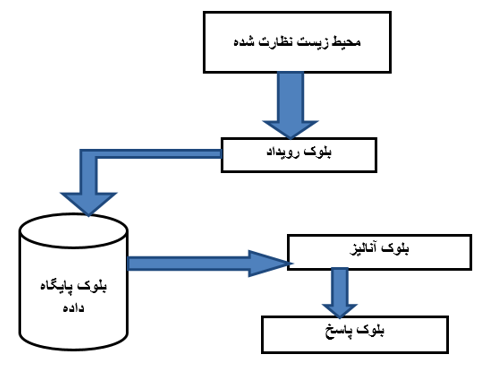 محیط زیست نظارت شده
بلوک رویداد
بلوک پایگاه
داده
بلوک آنالیز
بلوک پاسخ